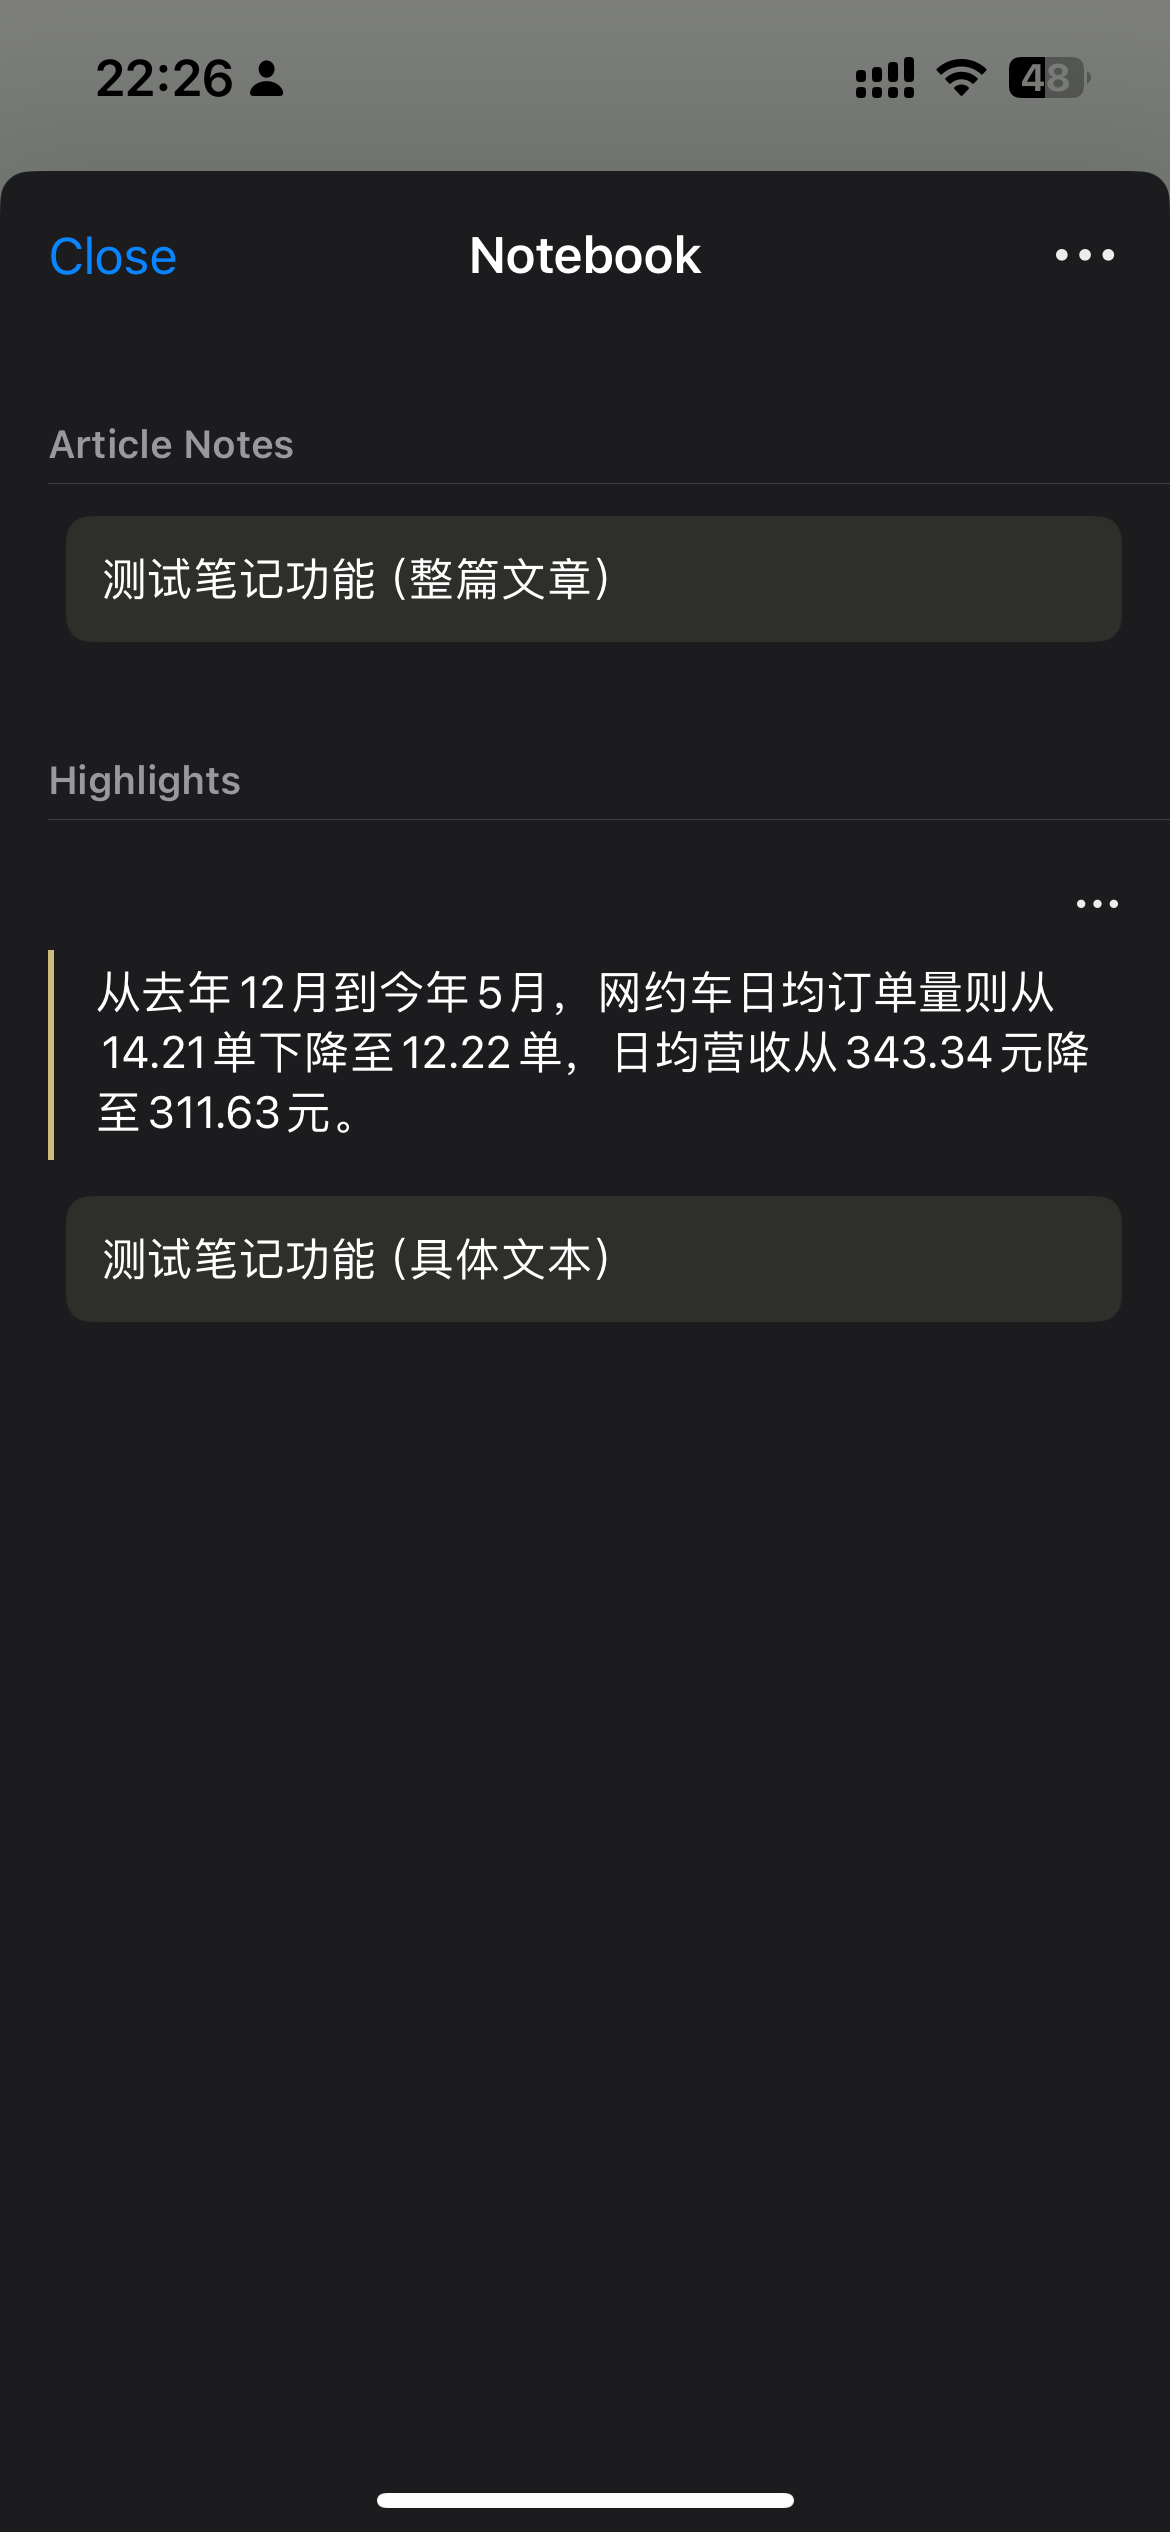 22:26
48
Close
Notebook
Article Notes
测试笔记功能（整篇文章）
Highlights
从去年12月到今年5月，网约车日均订单量则从
14.21单下降至12.22单，日均营收从343.34元降
至311.63元。
测试笔记功能（具体文本）